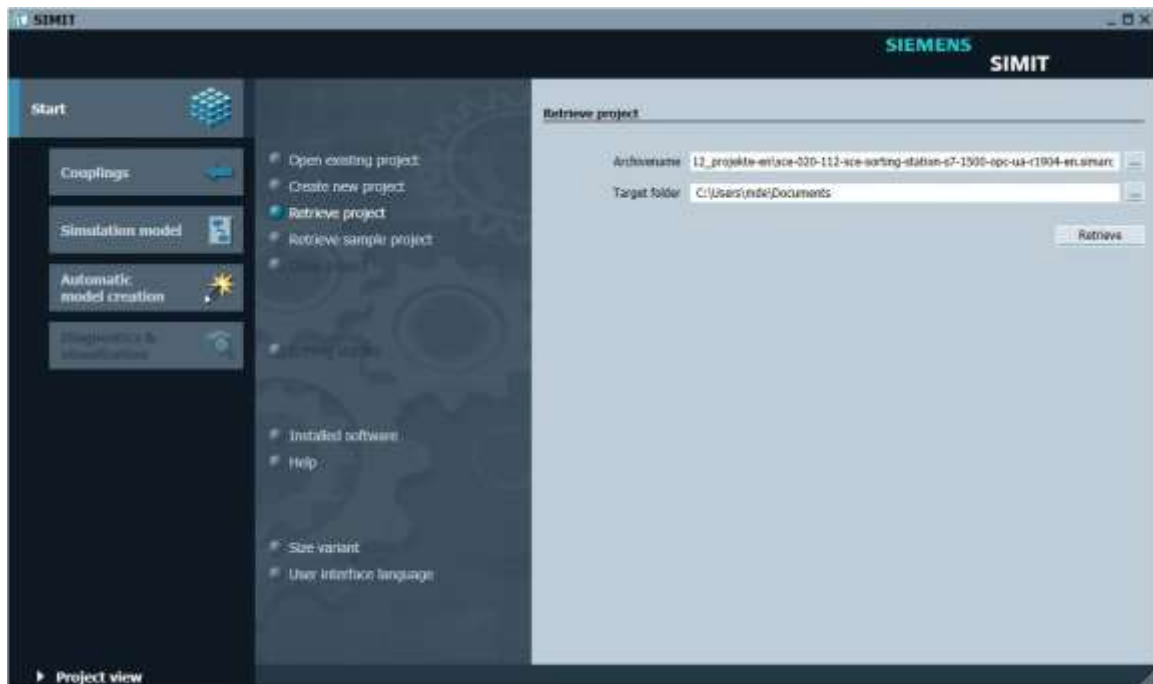 SIMIT
SIEMENS
SIMIT
Start
Couplings
Simulation model
Automatic
model creation
Diagnostics &
visualization
Open existing project
Create new project
Retrieve project
Retrieve sample project
Installed software
Help
Size variant
User interface language
Retrieve project
Archivename
12_projekte-en\sce-020-112-sce-sorting-station-s7-1500-opc-ua-r1904-en.simarc
...
Target folder
C:\Users\mde\Documents
...
Retrieve
Project view